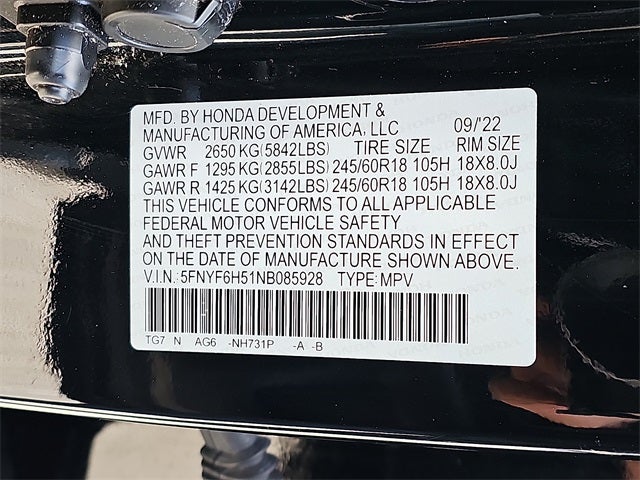 MFD. BY HONDA DEVELOPMENT &
MANUFACTURING OF AMERICA, LLC 09/'22
GVWR 2650 KG(5842LBS) TIRE SIZE RIM SIZE
GAWR F 1295 KG(2855LBS) 245/60R18 105H 18X8.0J
GAWR R 1425 KG(3142LBS) 245/60R18 105H 18X8.0J
THIS VEHICLE CONFORMS TO ALL APPLICABLE
FEDERAL MOTOR VEHICLE SAFETY
AND THEFT PREVENTION STANDARDS IN EFFECT
ON THE DATE OF MANUFACTURE SHOWN ABOVE.
V.I.N.: 5FNYF6H51NB085928 TYPE: MPV
TG7 N AG6 -NH731P -A -B